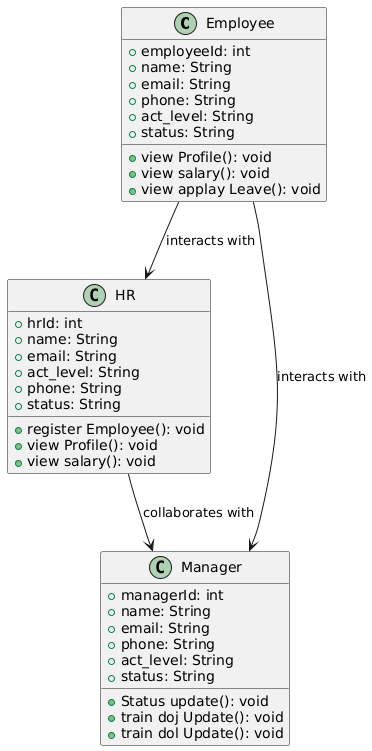 C Employee
employeeId: int
name: String
email: String
phone: String
act_level: String
status: String
view Profile(): void
view salary(): void
view applay Leave(): void
interacts with
C HR
hrId: int
name: String
email: String
act_level: String
phone: String
status: String
register Employee(): void
view Profile(): void
view salary(): void
interacts with
collaborates with
C Manager
managerId: int
name: String
email: String
phone: String
act_level: String
status: String
Status update(): void
train doj Update(): void
train dol Update(): void